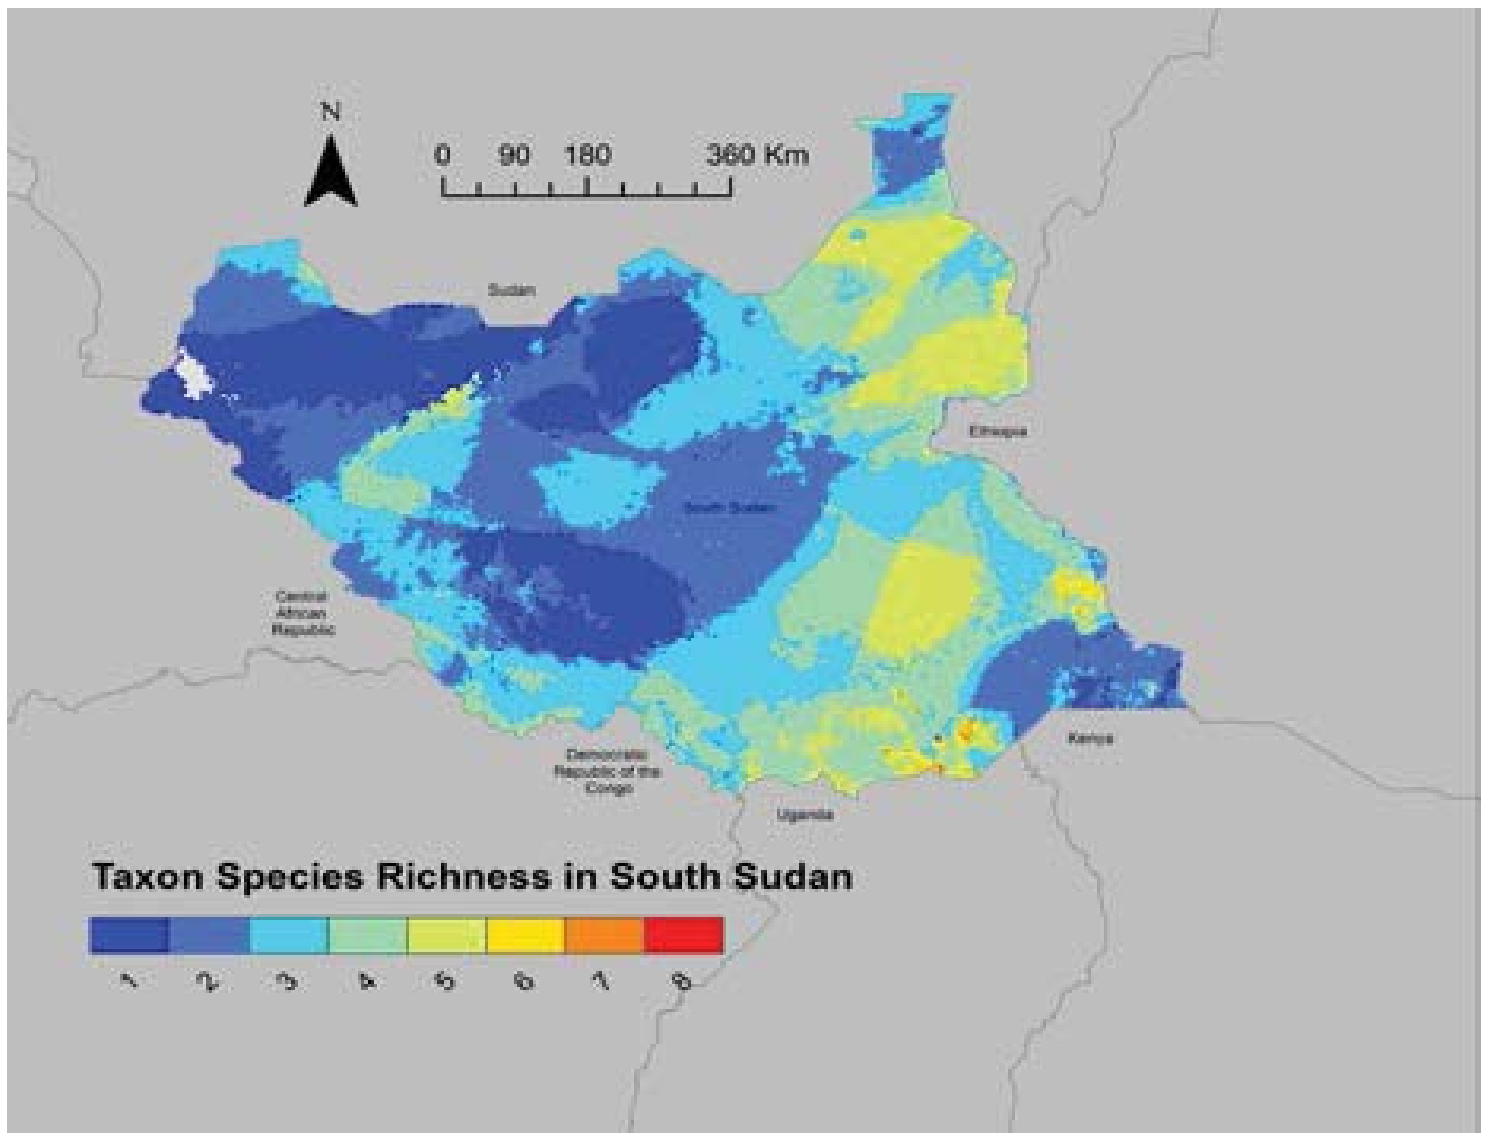 N
0 90 180 360 Km
Sudan
Ethiopia
South Sudan
Central
African
Republic
Kenya
Democratic
Republic of the
Congo
Uganda
Taxon Species Richness in South Sudan
1 2 3 4 5 6 7 8